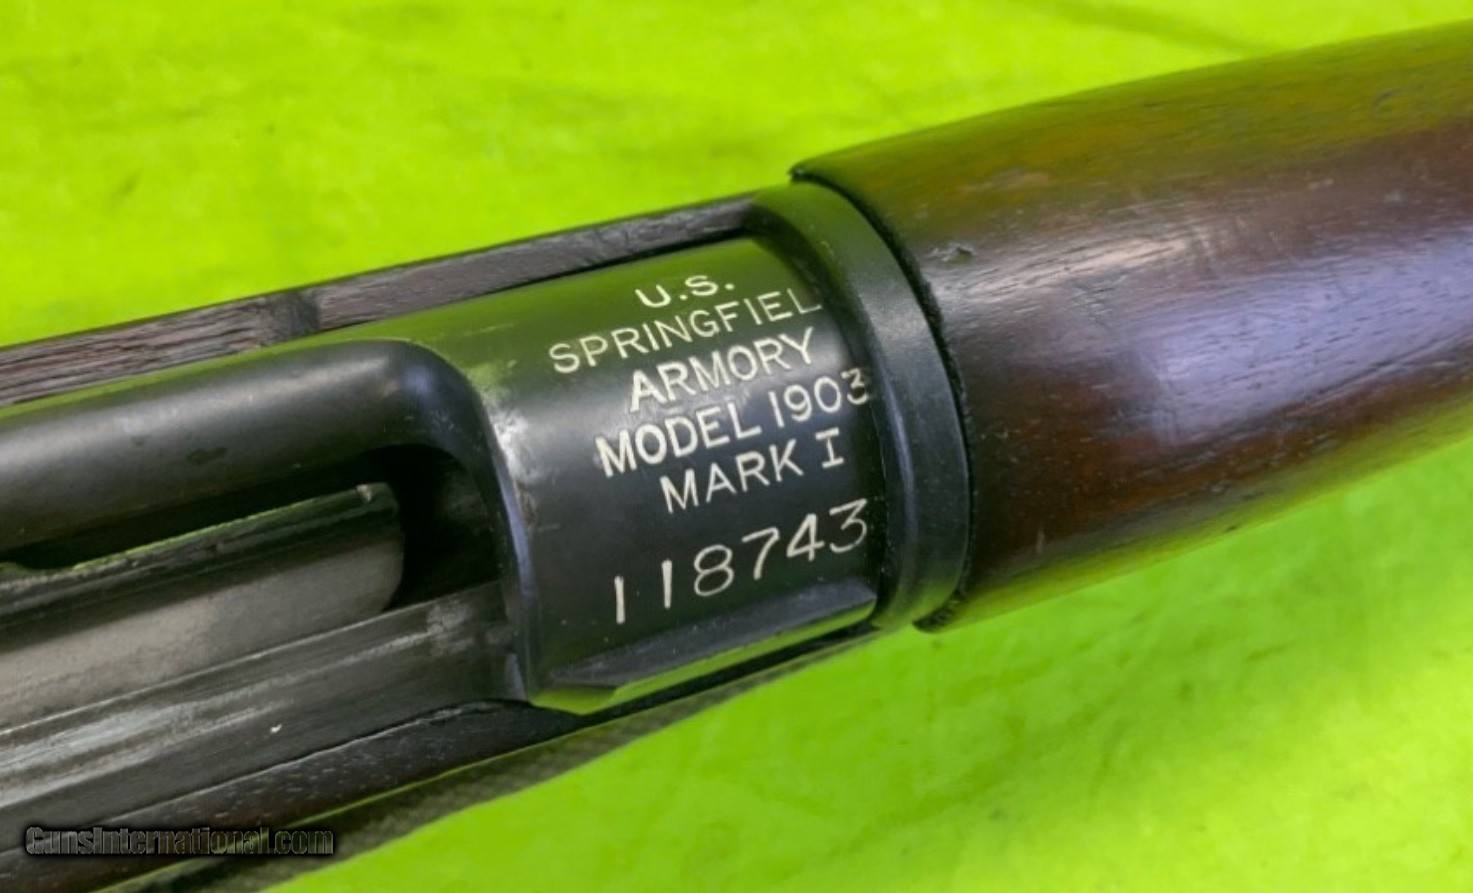 U.S.
SPRINGFIEL
ARMORY
MODEL 1903
MARK I
118743
GunsInternational.com